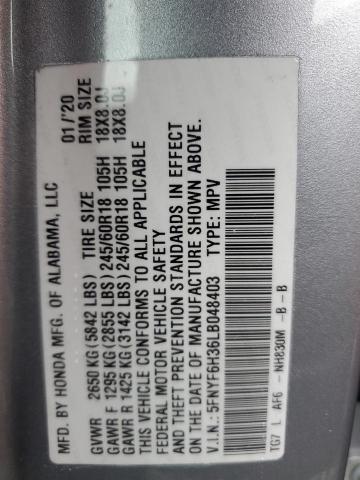 MFD. BY HONDA MFG. OF ALABAMA, LLC 01/'20
GVWR 2650 KG (5842 LBS) TIRE SIZE RIM SIZE
GAWR F 1295 KG (2855 LBS) 245/60R18 105H 18X8.0J
GAWR R 1425 KG (3142 LBS) 245/60R18 105H 18X8.0J
THIS VEHICLE CONFORMS TO ALL APPLICABLE
FEDERAL MOTOR VEHICLE SAFETY
AND THEFT PREVENTION STANDARDS IN EFFECT
ON THE DATE OF MANUFACTURE SHOWN ABOVE.
V.I.N.: 5FNYF6H36LB048403 TYPE: MPV
TG7 L AF6 - NH830M -B -B